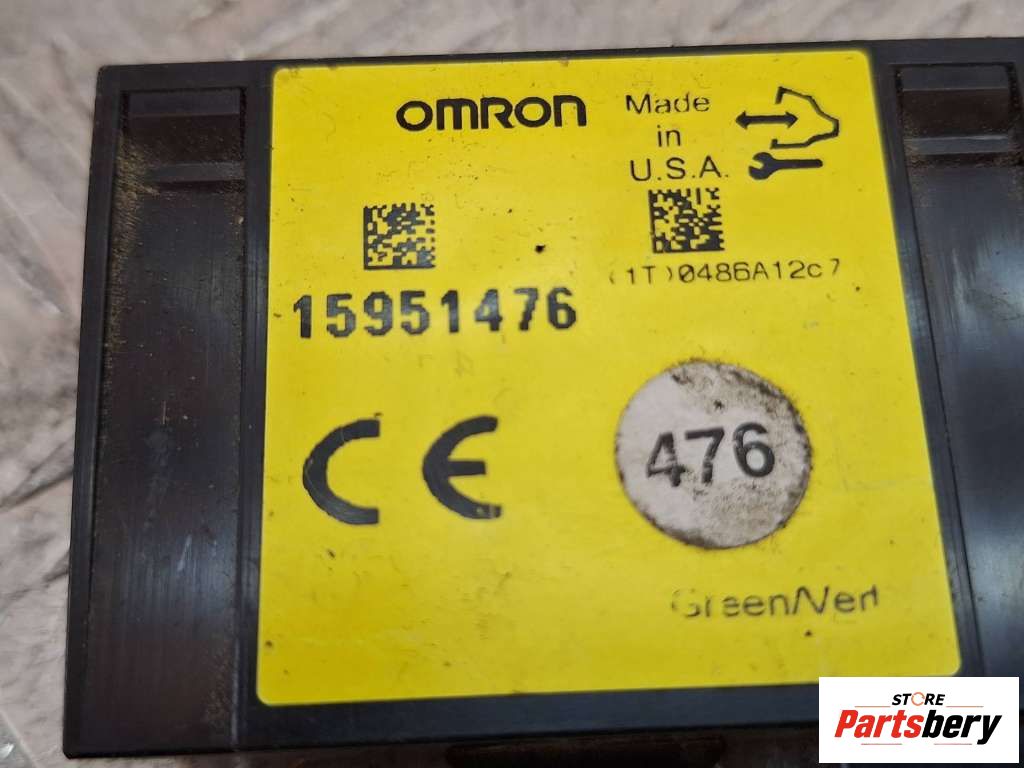 OMRON
Made
in
U.S.A.
(1T)0486A12c7
15951476
CE
476
Green/Vert
STORE
Partsbery